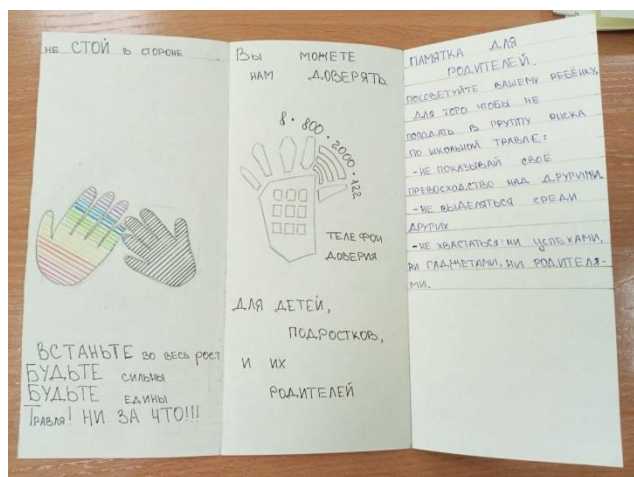 НЕ СТОЙ В СТОРОНЕ
ВСТАНЬТЕ ВО ВЕСЬ РОСТ
БУДЬТЕ СИЛЬНЫ
БУДЬТЕ ЕДИНЫ
ТРАВЛЯ! НИ ЗА ЧТО!!!
ВЫ МОЖЕТЕ
НАМ ДОВЕРЯТЬ
8·800·2000·122
ТЕЛЕФОН
ДОВЕРИЯ
ДЛЯ ДЕТЕЙ,
ПОДРОСТКОВ,
И ИХ
РОДИТЕЛЕЙ
ПАМЯТКА ДЛЯ
РОДИТЕЛЕЙ.
ПОСОВЕТУЙТЕ ВАШЕМУ РЕБЁНКУ,
ДЛЯ ТОГО ЧТОБЫ НЕ
ПОПАДАТЬ В ГРУППУ РИСКА
ПО ШКОЛЬНОЙ ТРАВЛЕ:
-НЕ ПОКАЗЫВАЙ СВОЁ
ПРЕВОСХОДСТВО НАД ДРУГИМИ.
-НЕ ВЫДЕЛЯТЬСЯ СРЕДИ
ДРУГИХ
-НЕ ХВАСТАТЬСЯ НИ УСПЕХАМИ,
НИ ГАДЖЕТАМИ, НИ РОДИТЕЛЯ-
МИ.